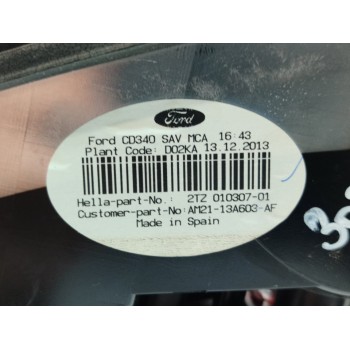 Ford
Ford CD340 SAV MCA 16:43
Plant Code: D02KA 13.12.2013
Hella-part-No.: 2TZ 010307-01
Customer-part-No: AM21-13A603-AF
Made in Spain